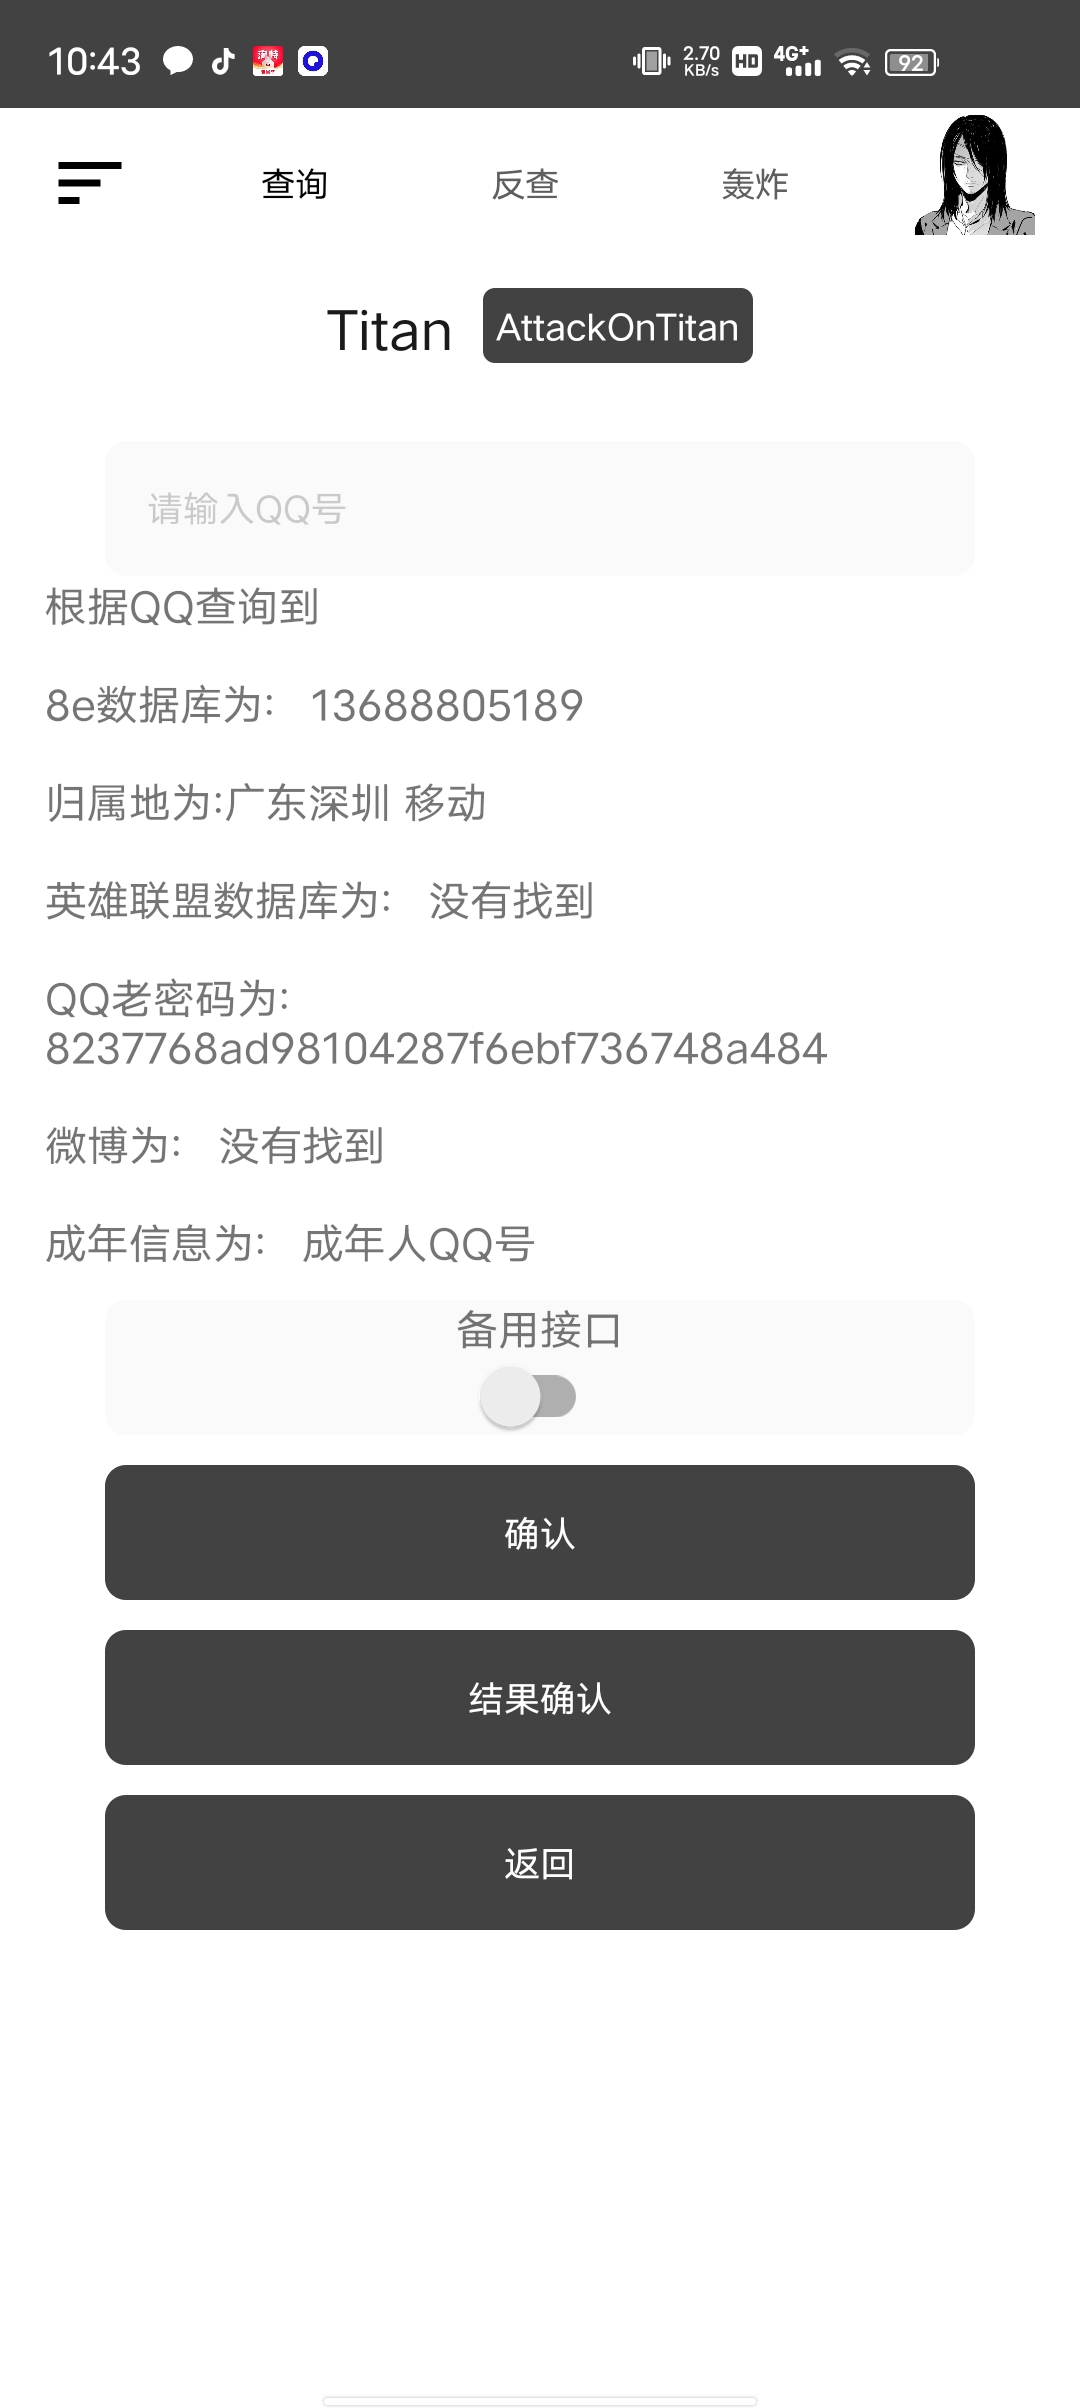 10:43
2.70 KB/s
HD
4G+
92
查询
反查
轰炸
Titan
AttackOnTitan
请输入QQ号
根据QQ查询到
8e数据库为: 13688805189
归属地为:广东深圳 移动
英雄联盟数据库为: 没有找到
QQ老密码为:
8237768ad98104287f6ebf736748a484
微博为: 没有找到
成年信息为: 成年人QQ号
备用接口
确认
结果确认
返回